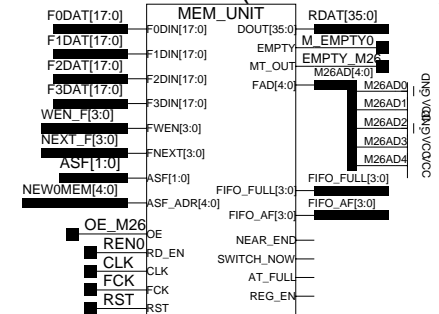 MEM_UNIT
F0DAT[17:0]
F0DIN[17:0]
F1DAT[17:0]
F1DIN[17:0]
F2DAT[17:0]
F2DIN[17:0]
F3DAT[17:0]
F3DIN[17:0]
WEN_F[3:0]
FWEN[3:0]
NEXT_F[3:0]
FNEXT[3:0]
ASF[1:0]
ASF[1:0]
NEW0MEM[4:0]
ASF_ADR[4:0]
OE_M26
OE
REN0
RD_EN
CLK
CLK
FCK
FCK
RST
RST
RDAT[35:0]
DOUT[35:0]
M_EMPTY0
EMPTY
EMPTY_M26
MT_OUT
M26AD[4:0]
FAD[4:0]
M26AD0
M26AD1
M26AD2
M26AD3
M26AD4
GND
FIFO_FULL[3:0]
FIFO_FULL[3:0]
FIFO_AF[3:0]
FIFO_AF[3:0]
NEAR_END
SWITCH_NOW
AT_FULL
REG_EN